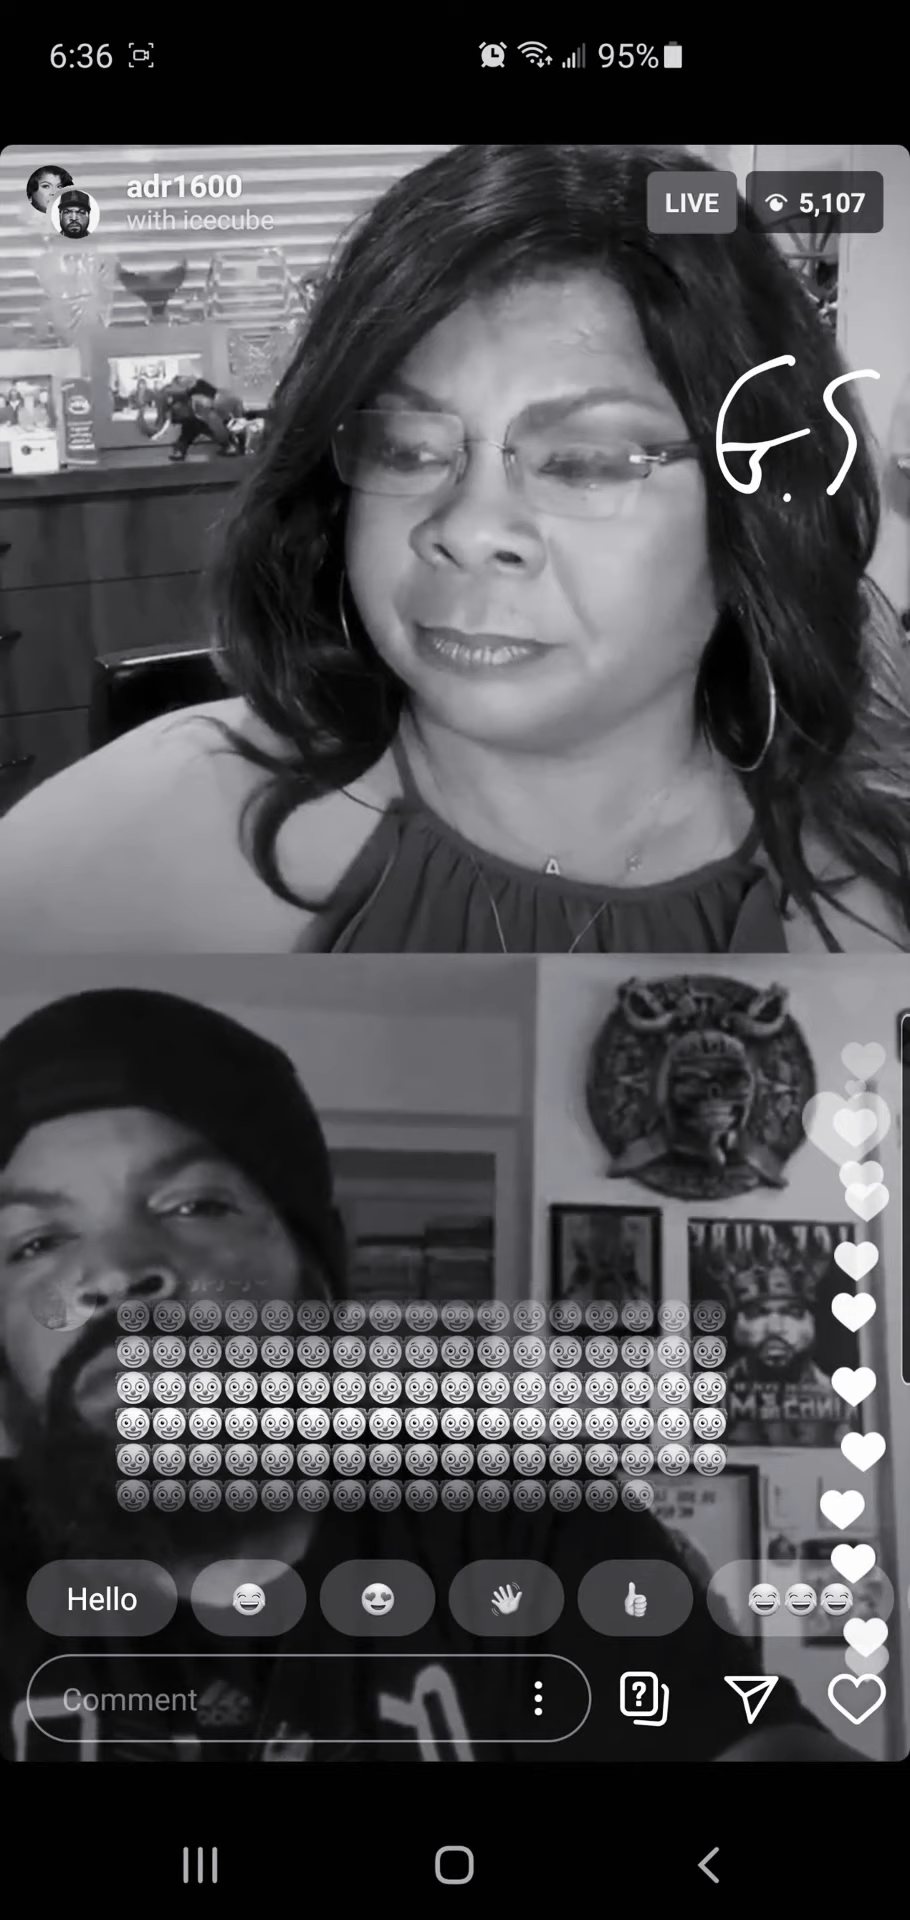 6:36 95%
adr1600
with icecube
LIVE 5,107
G.S
A
Hello
Comment